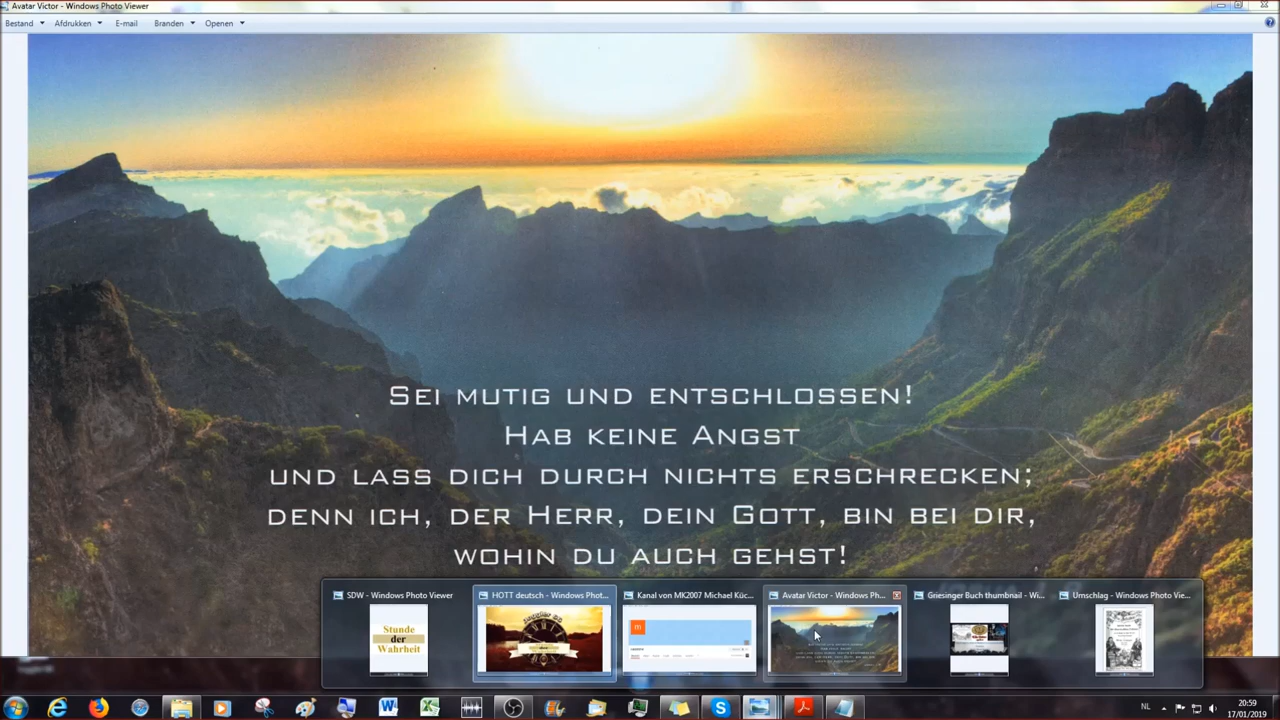 Avatar Victor - Windows Photo Viewer
Bestand Afdrukken E-mail Branden Openen
Sei mutig und entschlossen!
Hab keine Angst
und lass dich durch nichts erschrecken;
denn ich, der Herr, dein Gott, bin bei dir,
wohin du auch gehst!
SDW - Windows Photo Viewer HOTT deutsch - Windows Phot... Kanal von MK2007 Michael Küc... Avatar Victor - Windows Ph... Griesinger Buch thumbnail - Wi... Umschlag - Windows Photo Vie...
Stunde
der
Wahrheit
NL 20:59
17/01/2019